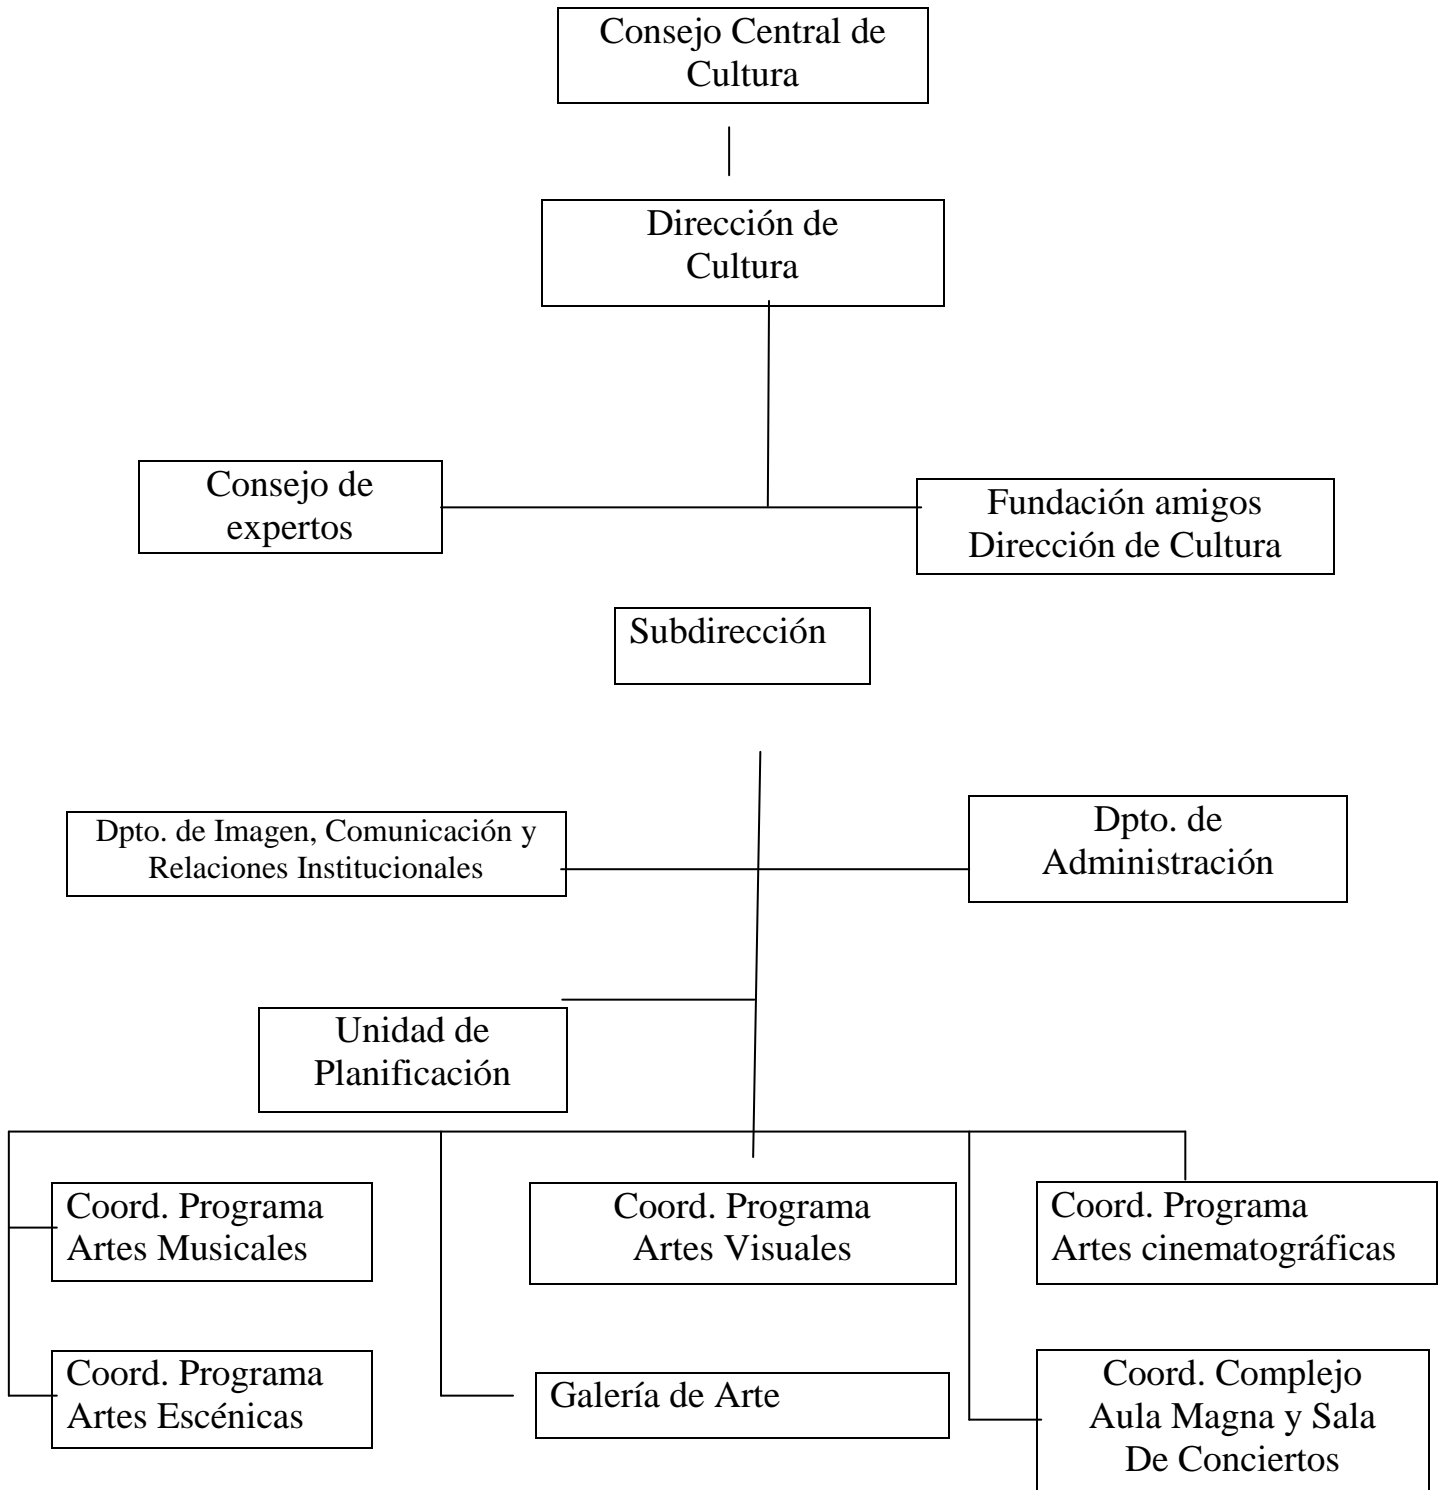 Consejo Central de
Cultura
Dirección de
Cultura
Consejo de
expertos
Fundación amigos
Dirección de Cultura
Subdirección
Dpto. de Imagen, Comunicación y
Relaciones Institucionales
Dpto. de
Administración
Unidad de
Planificación
Coord. Programa
Artes Musicales
Coord. Programa
Artes Visuales
Coord. Programa
Artes cinematográficas
Coord. Programa
Artes Escénicas
Galería de Arte
Coord. Complejo
Aula Magna y Sala
De Conciertos